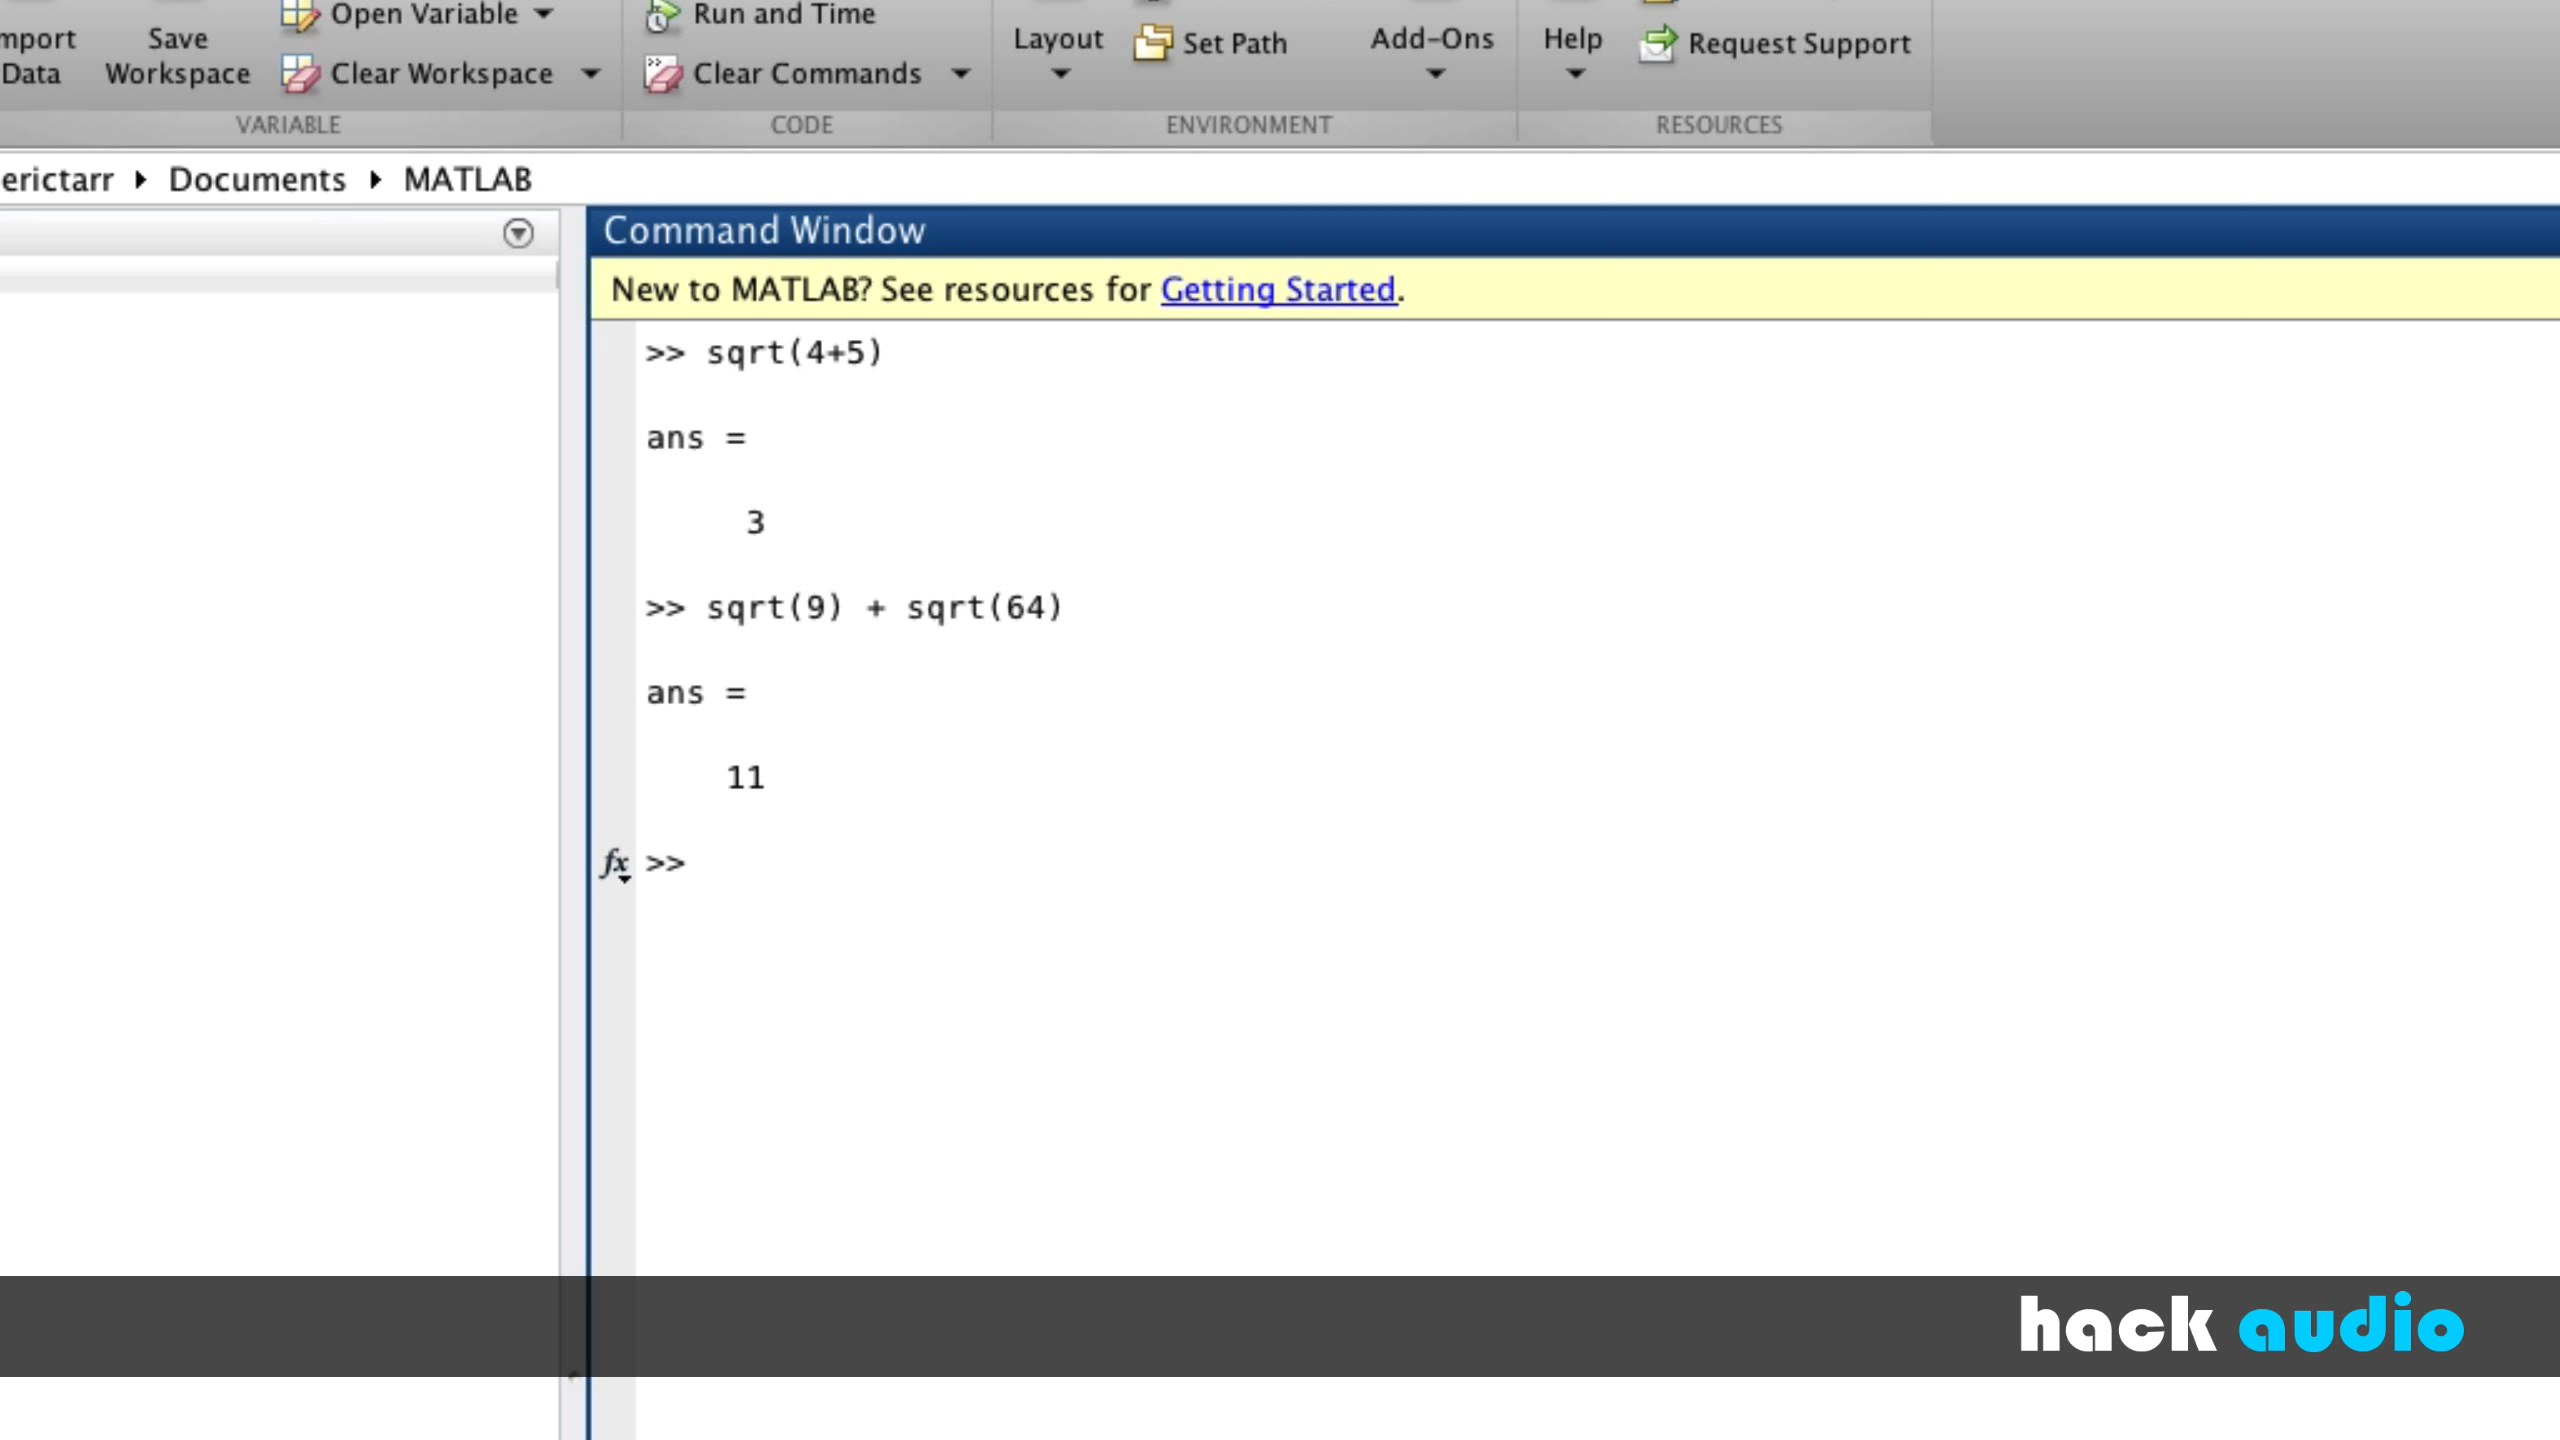 Open Variable
Run and Time
Save
Workspace
Data
Clear Workspace
Clear Commands
Layout
Set Path
Add-Ons
Help
Request Support
VARIABLE
CODE
ENVIRONMENT
RESOURCES
erictarr Documents MATLAB
Command Window
New to MATLAB? See resources for Getting Started.
>> sqrt(4+5)
ans =
3
>> sqrt(9) + sqrt(64)
ans =
11
fx >>
hack audio